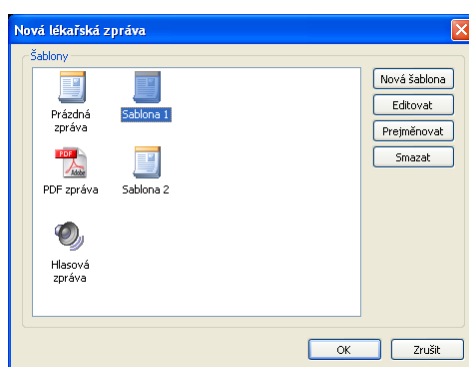 Nová lékařská zpráva
Šablony
Prázdná
zpráva
Sablona 1
PDF
Adobe
PDF zpráva
Sablona 2
Hlasová
zpráva
Nová šablona
Editovat
Prejměnovat
Smazat
OK
Zrušit